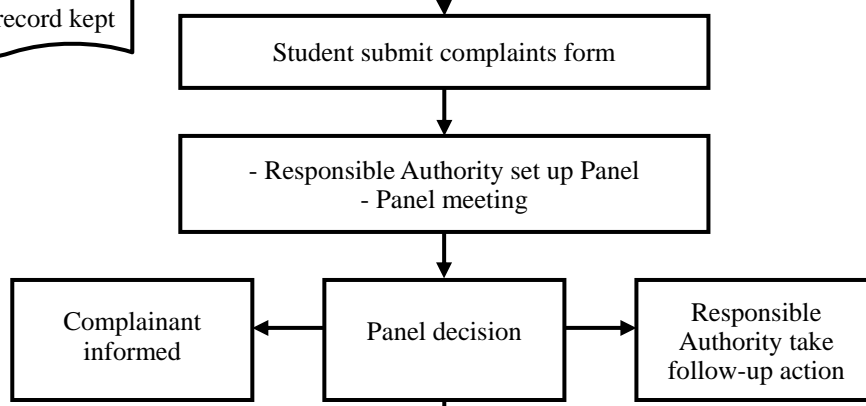 record kept
Student submit complaints form
- Responsible Authority set up Panel
- Panel meeting
Complainant
informed
Panel decision
Responsible
Authority take
follow-up action